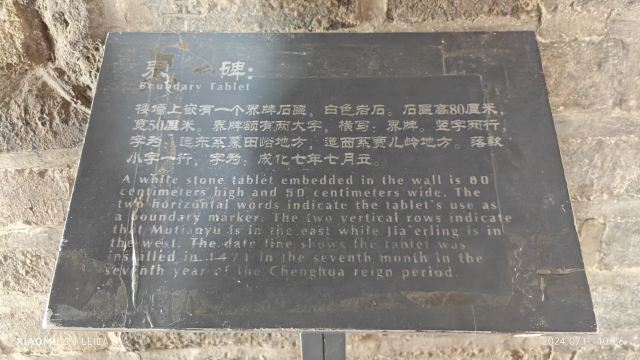 界 碑:
Boundary Tablet
楼墙上嵌有一个界牌石匾，白色岩石。石匾高80厘米，
宽50厘米。界牌额有两大字，横写：界牌。竖字两行，
字为：迤东系慕田峪地方，迤西系贾儿岭地方。落款
小字一行，字为：成化七年七月立。
A white stone tablet embedded in the wall is 80
centimeters high and 50 centimeters wide. The
two horizontal words indicate the tablet's use as
a boundary marker. The two vertical rows indicate
that Mutianyu is in the east while Jia'erling is in
the west. The date line shows the tablet was
installed in 1471 in the seventh month in the
seventh year of the Chenghua reign period.
XIAOMI LEICA
2024.07.11